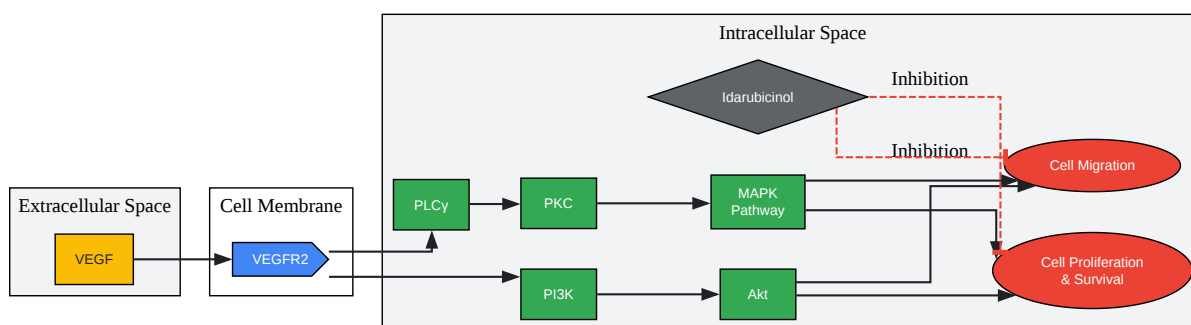 Intracellular Space
Idarubicinol
Inhibition
Inhibition
Cell Migration
Extracellular Space
VEGF
Cell Membrane
VEGFR2
PLCγ
PKC
MAPK
Pathway
PI3K
Akt
Cell Proliferation
& Survival